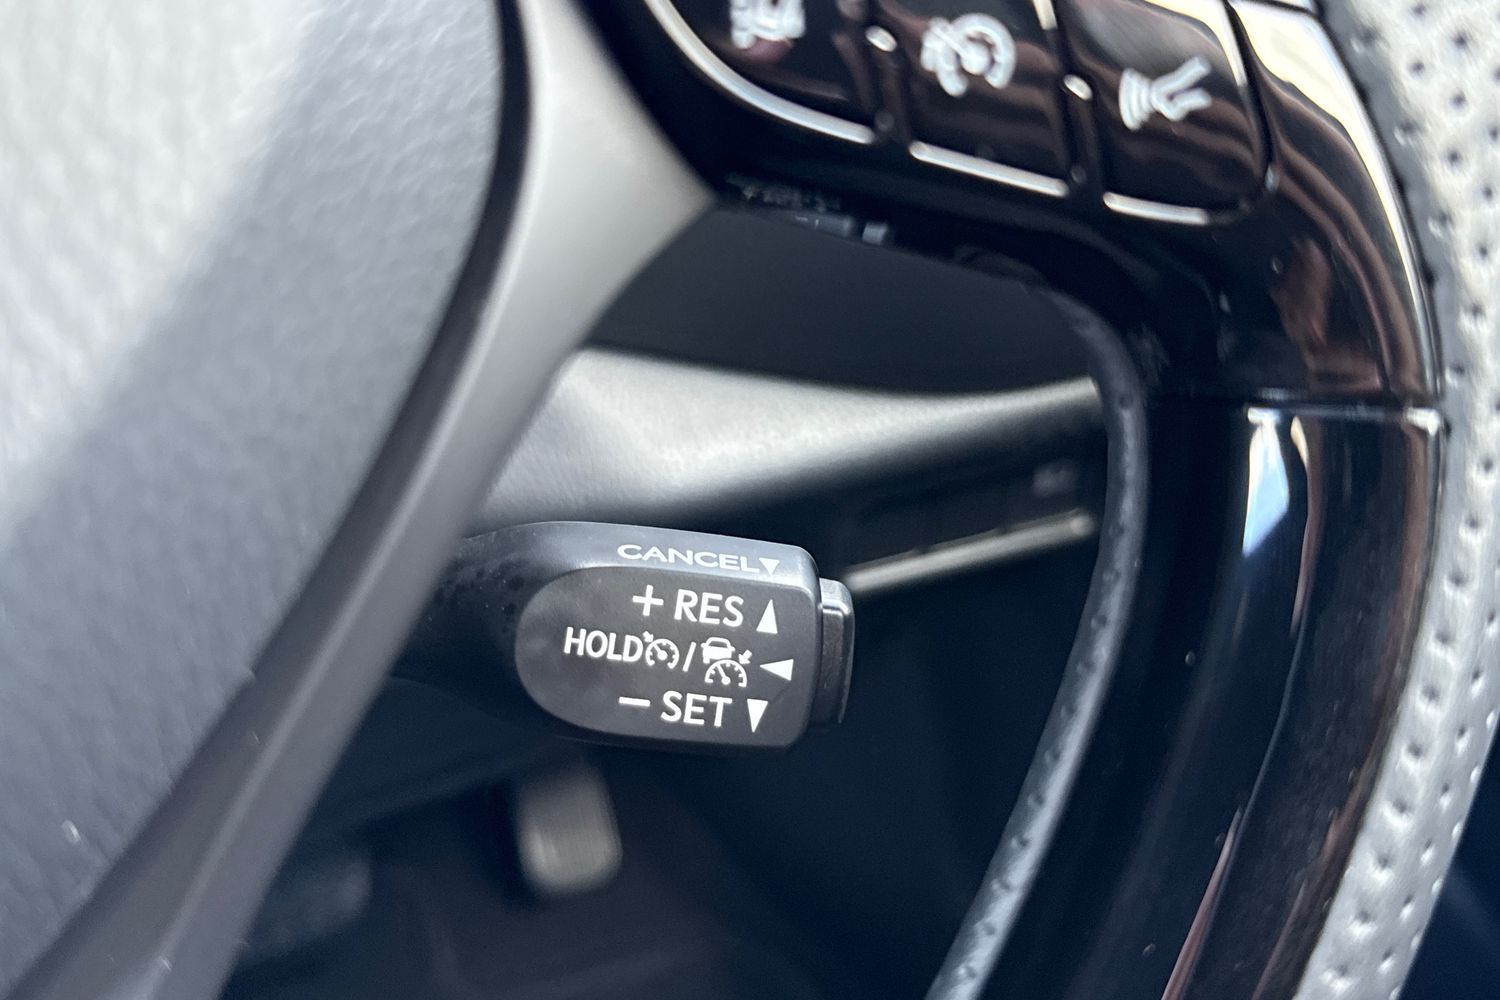 CANCEL▼
+ RES ▲
HOLD / ◀
− SET ▼